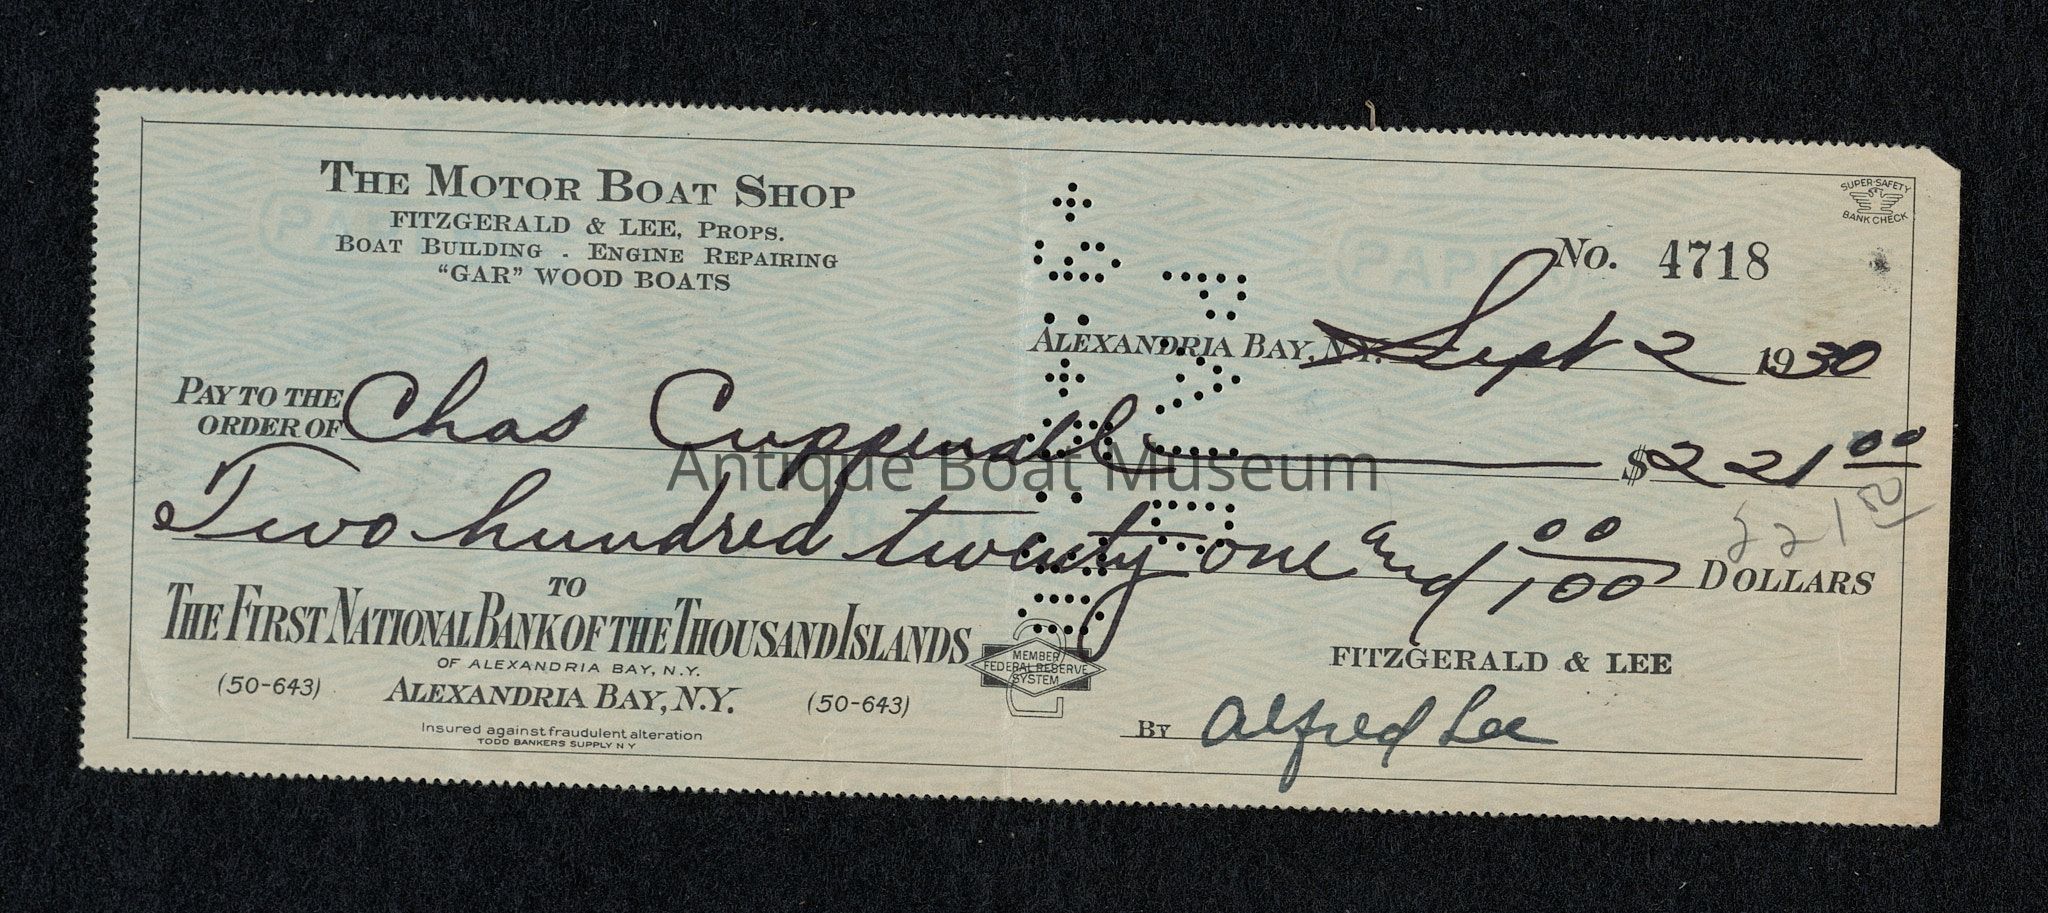 THE MOTOR BOAT SHOP
FITZGERALD & LEE, PROPS.
BOAT BUILDING . ENGINE REPAIRING
"GAR" WOOD BOATS
SUPER-SAFETY
BANK CHECK
No. 4718
ALEXANDRIA BAY, N.Y. Sept 2 1930
PAY TO THE
ORDER OF Chas Cuppernall $221 00
Antique Boat Museum
221 00
Two hundred twenty one and 00/100 DOLLARS
TO
THE FIRST NATIONAL BANK OF THE THOUSAND ISLANDS
OF ALEXANDRIA BAY, N.Y.
(50-643) ALEXANDRIA BAY, N.Y. (50-643)
Insured against fraudulent alteration
TODD BANKERS SUPPLY N Y
MEMBER
FEDERAL RESERVE
SYSTEM
FITZGERALD & LEE
BY Alfred Lee